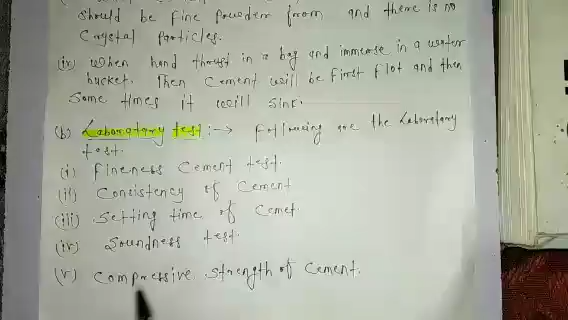 should be fine powder from and there is no
crystal particles.
(iv) when hand thrust in a bag and immerse in a water
bucket. Then Cement will be first flot and then
Some times it will sink.
(b) Laboratary test :→ following are the Laboratary
test.
(i) fineness Cement test.
(ii) Consistency of Cement
(iii) Setting time of Cemet.
(iv) Soundness test.
(v) Compressive strength of Cement.